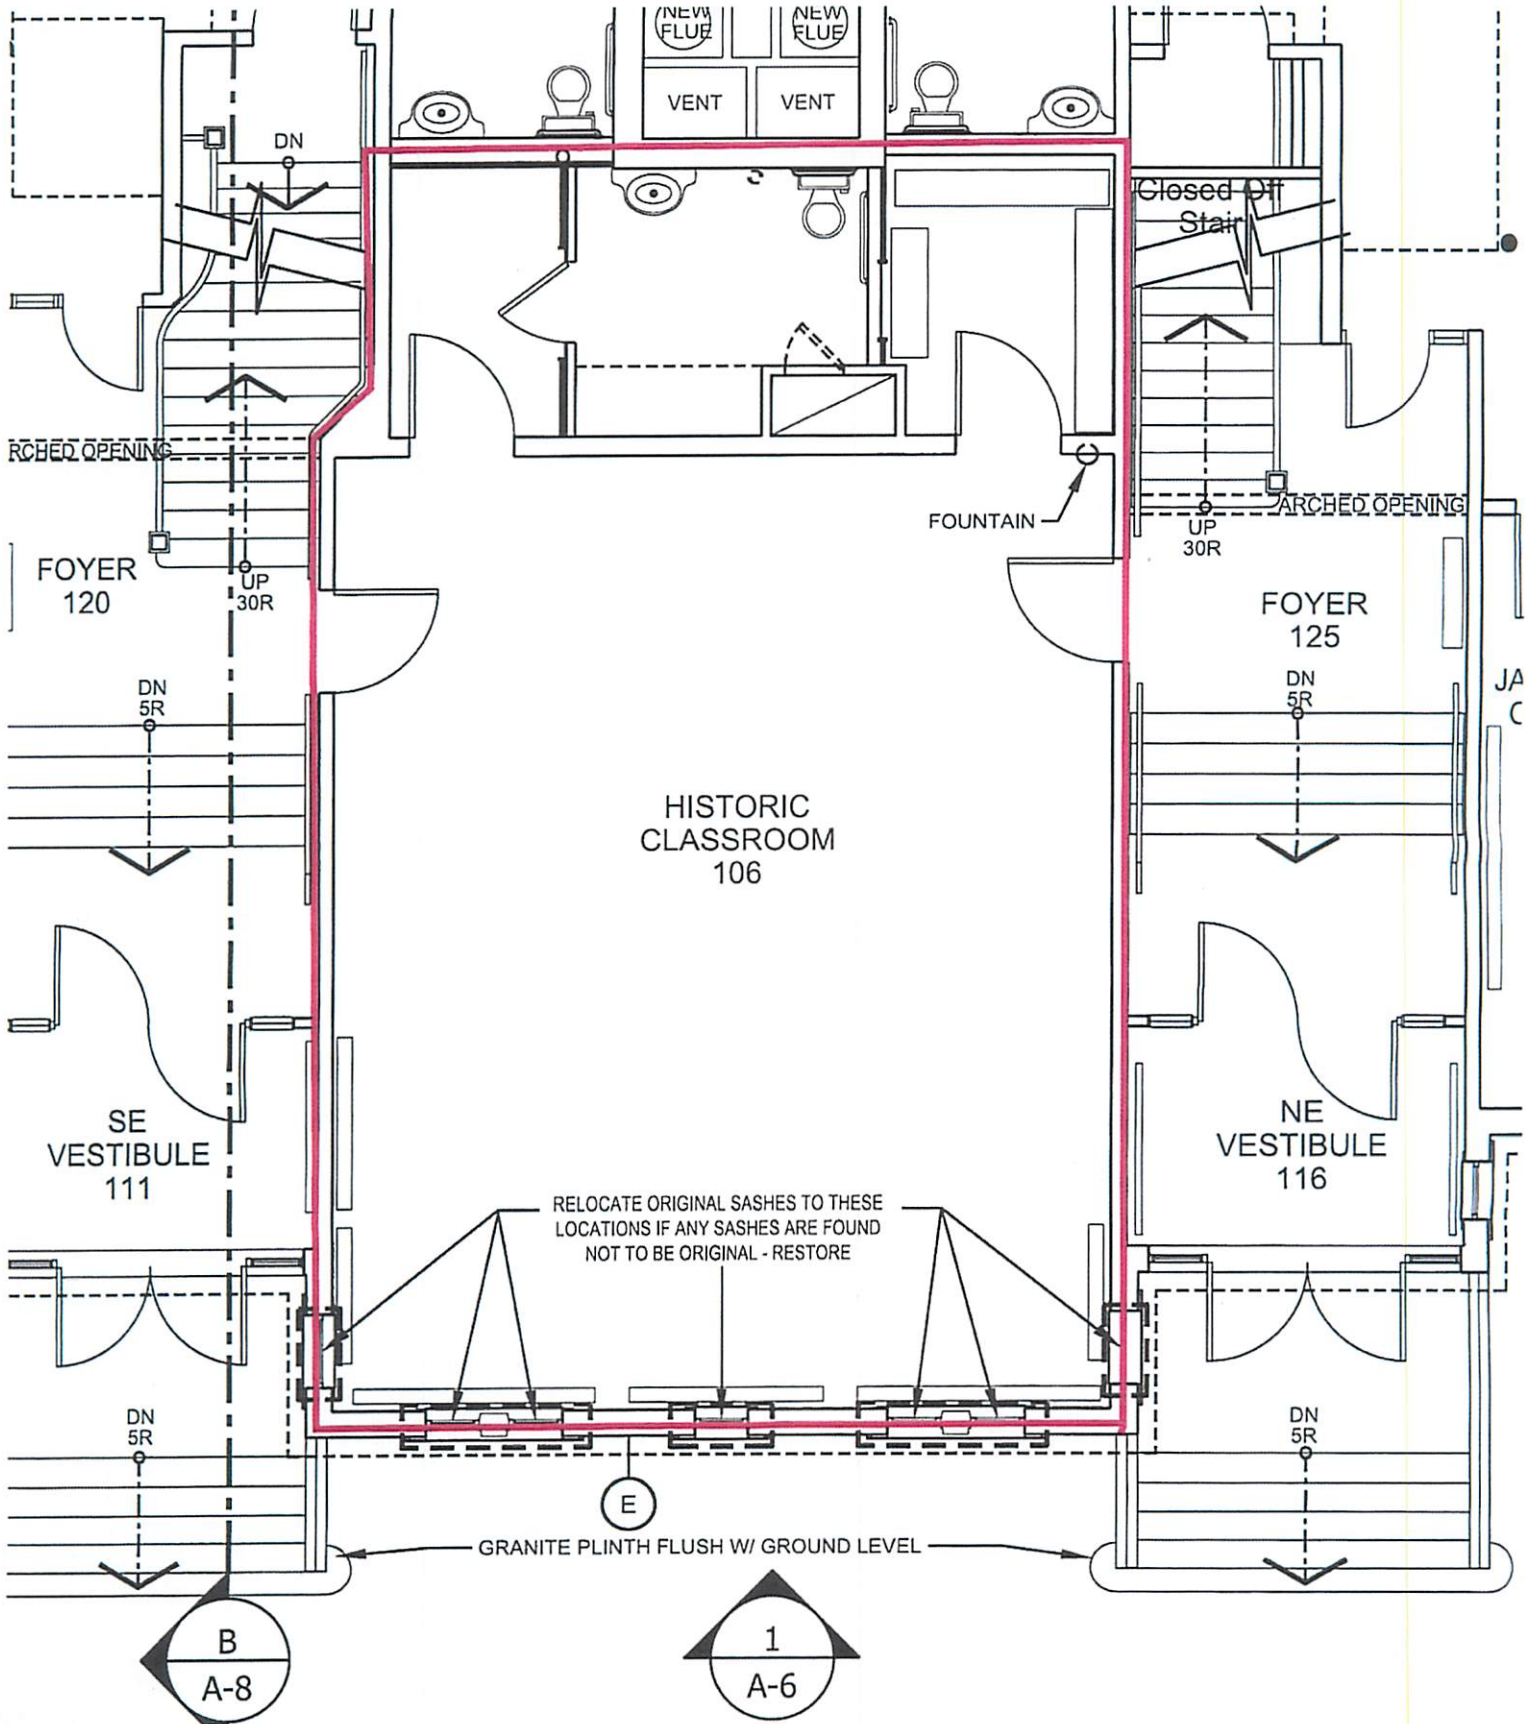 NEW
FLUE
NEW
FLUE
VENT
VENT
DN
Closed Off
Stair
RCHED OPENING
FOUNTAIN
ARCHED OPENING
UP
30R
FOYER
120
UP
30R
FOYER
125
DN
5R
DN
5R
JA
C
HISTORIC
CLASSROOM
106
SE
VESTIBULE
111
NE
VESTIBULE
116
RELOCATE ORIGINAL SASHES TO THESE
LOCATIONS IF ANY SASHES ARE FOUND
NOT TO BE ORIGINAL - RESTORE
DN
5R
DN
5R
E
GRANITE PLINTH FLUSH W/ GROUND LEVEL
B
A-8
1
A-6